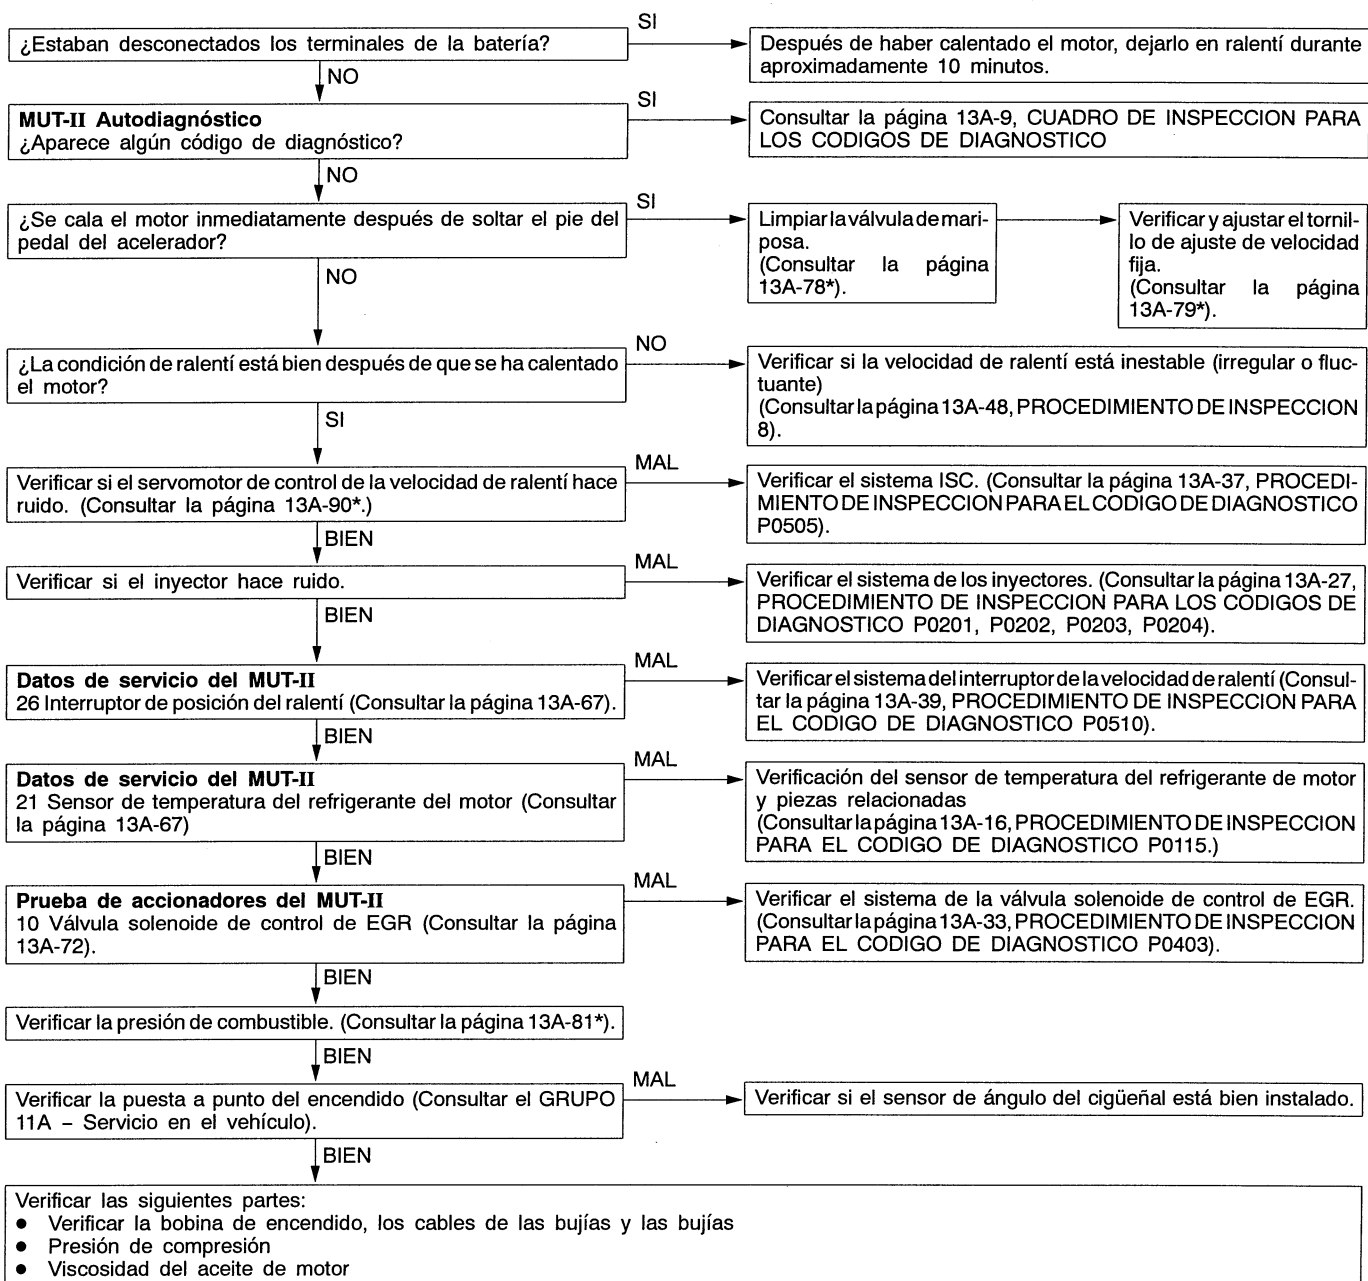 ¿Estaban desconectados los terminales de la batería?
SI
Después de haber calentado el motor, dejarlo en ralentí durante
aproximadamente 10 minutos.
NO
MUT-II Autodiagnóstico
¿Aparece algún código de diagnóstico?
SI
Consultar la página 13A-9, CUADRO DE INSPECCION PARA
LOS CODIGOS DE DIAGNOSTICO
NO
¿Se cala el motor inmediatamente después de soltar el pie del
pedal del acelerador?
SI
Limpiar la válvula de mari-
posa.
(Consultar la página
13A-78*).
Verificar y ajustar el torni-
llo de ajuste de velocidad
fija.
(Consultar la página
13A-79*).
NO
¿La condición de ralentí está bien después de que se ha calentado
el motor?
NO
Verificar si la velocidad de ralentí está inestable (irregular o fluc-
tuante)
(Consultar la página 13A-48, PROCEDIMIENTO DE INSPECCION
8).
SI
Verificar si el servomotor de control de la velocidad de ralentí hace
ruido. (Consultar la página 13A-90*.)
MAL
Verificar el sistema ISC. (Consultar la página 13A-37, PROCEDI-
MIENTO DE INSPECCION PARA EL CODIGO DE DIAGNOSTICO
P0505).
BIEN
Verificar si el inyector hace ruido.
MAL
Verificar el sistema de los inyectores. (Consultar la página 13A-27,
PROCEDIMIENTO DE INSPECCION PARA LOS CODIGOS DE
DIAGNOSTICO P0201, P0202, P0203, P0204).
BIEN
Datos de servicio del MUT-II
26 Interruptor de posición del ralentí (Consultar la página 13A-67).
MAL
Verificar el sistema del interruptor de la velocidad de ralentí (Consul-
tar la página 13A-39, PROCEDIMIENTO DE INSPECCION PARA
EL CODIGO DE DIAGNOSTICO P0510).
BIEN
Datos de servicio del MUT-II
21 Sensor de temperatura del refrigerante del motor (Consultar
la página 13A-67)
MAL
Verificación del sensor de temperatura del refrigerante de motor
y piezas relacionadas
(Consultar la página 13A-16, PROCEDIMIENTO DE INSPECCION
PARA EL CODIGO DE DIAGNOSTICO P0115.)
BIEN
Prueba de accionadores del MUT-II
10 Válvula solenoide de control de EGR (Consultar la página
13A-72).
MAL
Verificar el sistema de la válvula solenoide de control de EGR.
(Consultar la página 13A-33, PROCEDIMIENTO DE INSPECCION
PARA EL CODIGO DE DIAGNOSTICO P0403).
BIEN
Verificar la presión de combustible. (Consultar la página 13A-81*).
BIEN
Verificar la puesta a punto del encendido (Consultar el GRUPO
11A – Servicio en el vehículo).
MAL
Verificar si el sensor de ángulo del cigüeñal está bien instalado.
BIEN
Verificar las siguientes partes:
● Verificar la bobina de encendido, los cables de las bujías y las bujías
● Presión de compresión
● Viscosidad del aceite de motor